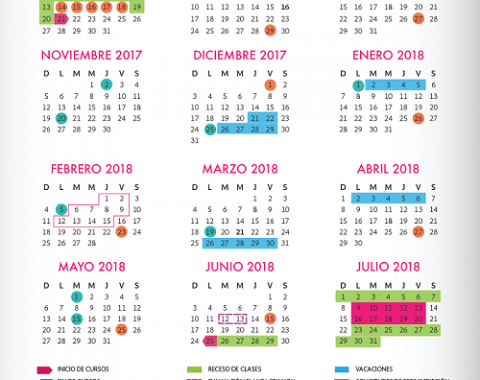 13 14 15 16 17 18 19
20 21 22 23 24 25 26
27 28 29 30 31
10 11 12 13 14 15 16
17 18 19 20 21 22 23
24 25 26 27 28 29 30
15 16 17 18 19 20 21
22 23 24 25 26 27 28
29 30 31
NOVIEMBRE 2017
D L M M J V S
1 2 3 4
5 6 7 8 9 10 11
12 13 14 15 16 17 18
19 20 21 22 23 24 25
26 27 28 29 30
DICIEMBRE 2017
D L M M J V S
1 2
3 4 5 6 7 8 9
10 11 12 13 14 15 16
17 18 19 20 21 22 23
24 25 26 27 28 29 30
31
ENERO 2018
D L M M J V S
1 2 3 4 5 6
7 8 9 10 11 12 13
14 15 16 17 18 19 20
21 22 23 24 25 26 27
28 29 30 31
FEBRERO 2018
D L M M J V S
1 2 3
4 5 6 7 8 9 10
11 12 13 14 15 16 17
18 19 20 21 22 23 24
25 26 27 28
MARZO 2018
D L M M J V S
1 2 3
4 5 6 7 8 9 10
11 12 13 14 15 16 17
18 19 20 21 22 23 24
25 26 27 28 29 30 31
ABRIL 2018
D L M M J V S
1 2 3 4 5 6 7
8 9 10 11 12 13 14
15 16 17 18 19 20 21
22 23 24 25 26 27 28
29 30
MAYO 2018
D L M M J V S
1 2 3 4 5
6 7 8 9 10 11 12
13 14 15 16 17 18 19
20 21 22 23 24 25 26
27 28 29 30 31
JUNIO 2018
D L M M J V S
1 2
3 4 5 6 7 8 9
10 11 12 13 14 15 16
17 18 19 20 21 22 23
24 25 26 27 28 29 30
JULIO 2018
D L M M J V S
1 2 3 4 5 6 7
8 9 10 11 12 13 14
15 16 17 18 19 20 21
22 23 24 25 26 27 28
29 30 31
INICIO DE CURSOS
RECESO DE CLASES
VACACIONES